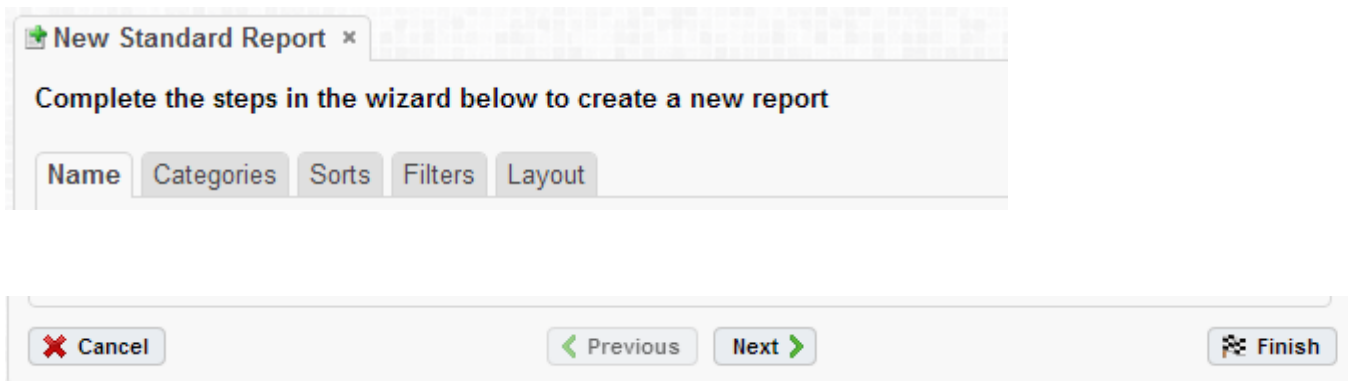 New Standard Report ×
Complete the steps in the wizard below to create a new report
Name Categories Sorts Filters Layout
Cancel Previous Next Finish